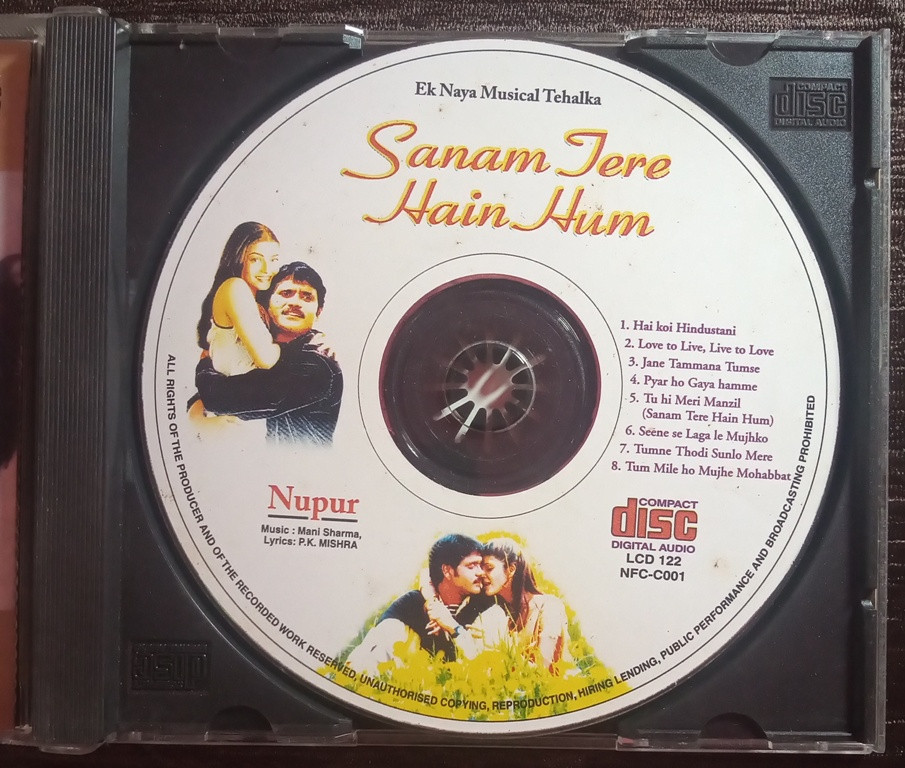 Ek Naya Musical Tehalka
Sanam Tere
Hain Hum
COMPACT
disc
DIGITAL AUDIO
1. Hai koi Hindustani
2. Love to Live, Live to Love
3. Jane Tammana Tumse
4. Pyar ho Gaya hamme
5. Tu hi Meri Manzil
(Sanam Tere Hain Hum)
6. Seene se Laga le Mujhko
7. Tumne Thodi Sunlo Mere
8. Tum Mile ho Mujhe Mohabbat
Nupur
Music : Mani Sharma,
Lyrics: P.K. MISHRA
COMPACT
disc
DIGITAL AUDIO
LCD 122
NFC-C001
ALL RIGHTS OF THE PRODUCER AND OF THE RECORDED WORK RESERVED, UNAUTHORISED COPYING, REPRODUCTION, HIRING LENDING, PUBLIC PERFORMANCE AND BROADCASTING PROHIBITED